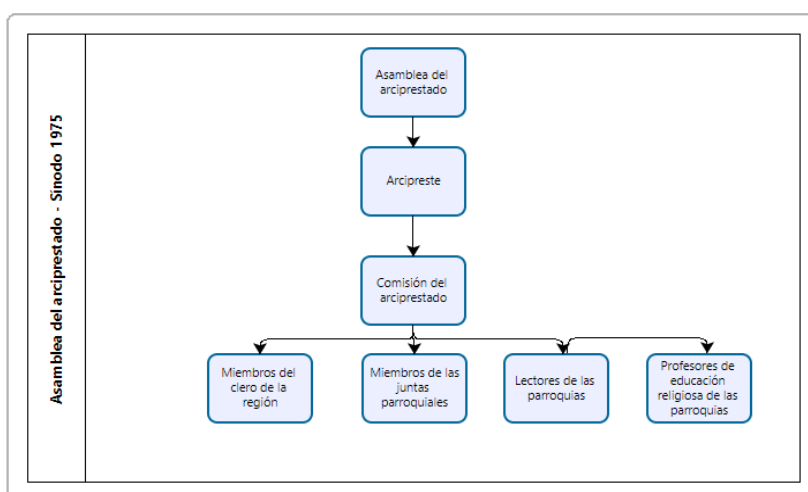 Asamblea del arciprestado - Sínodo 1975
Asamblea del
arciprestado
Arcipreste
Comisión del
arciprestado
Miembros del
clero de la
región
Miembros de las
juntas
parroquiales
Lectores de las
parroquias
Profesores de
educación
religiosa de las
parroquias